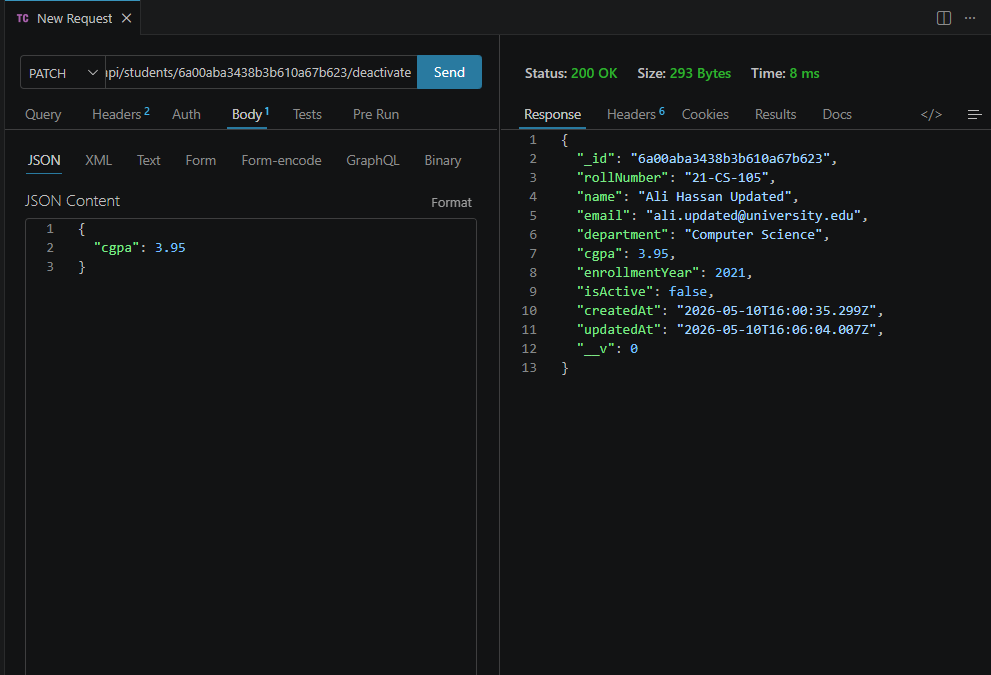 TC New Request
PATCH
api/students/6a00aba3438b3b610a67b623/deactivate
Send
Query Headers 2 Auth Body 1 Tests Pre Run
JSON XML Text Form Form-encode GraphQL Binary
JSON Content
Format
1 {
2 "cgpa": 3.95
3 }
Status: 200 OK Size: 293 Bytes Time: 8 ms
Response Headers 6 Cookies Results Docs </>
1 {
2 "_id": "6a00aba3438b3b610a67b623",
3 "rollNumber": "21-CS-105",
4 "name": "Ali Hassan Updated",
5 "email": "ali.updated@university.edu",
6 "department": "Computer Science",
7 "cgpa": 3.95,
8 "enrollmentYear": 2021,
9 "isActive": false,
10 "createdAt": "2026-05-10T16:00:35.299Z",
11 "updatedAt": "2026-05-10T16:06:04.007Z",
12 "__v": 0
13 }